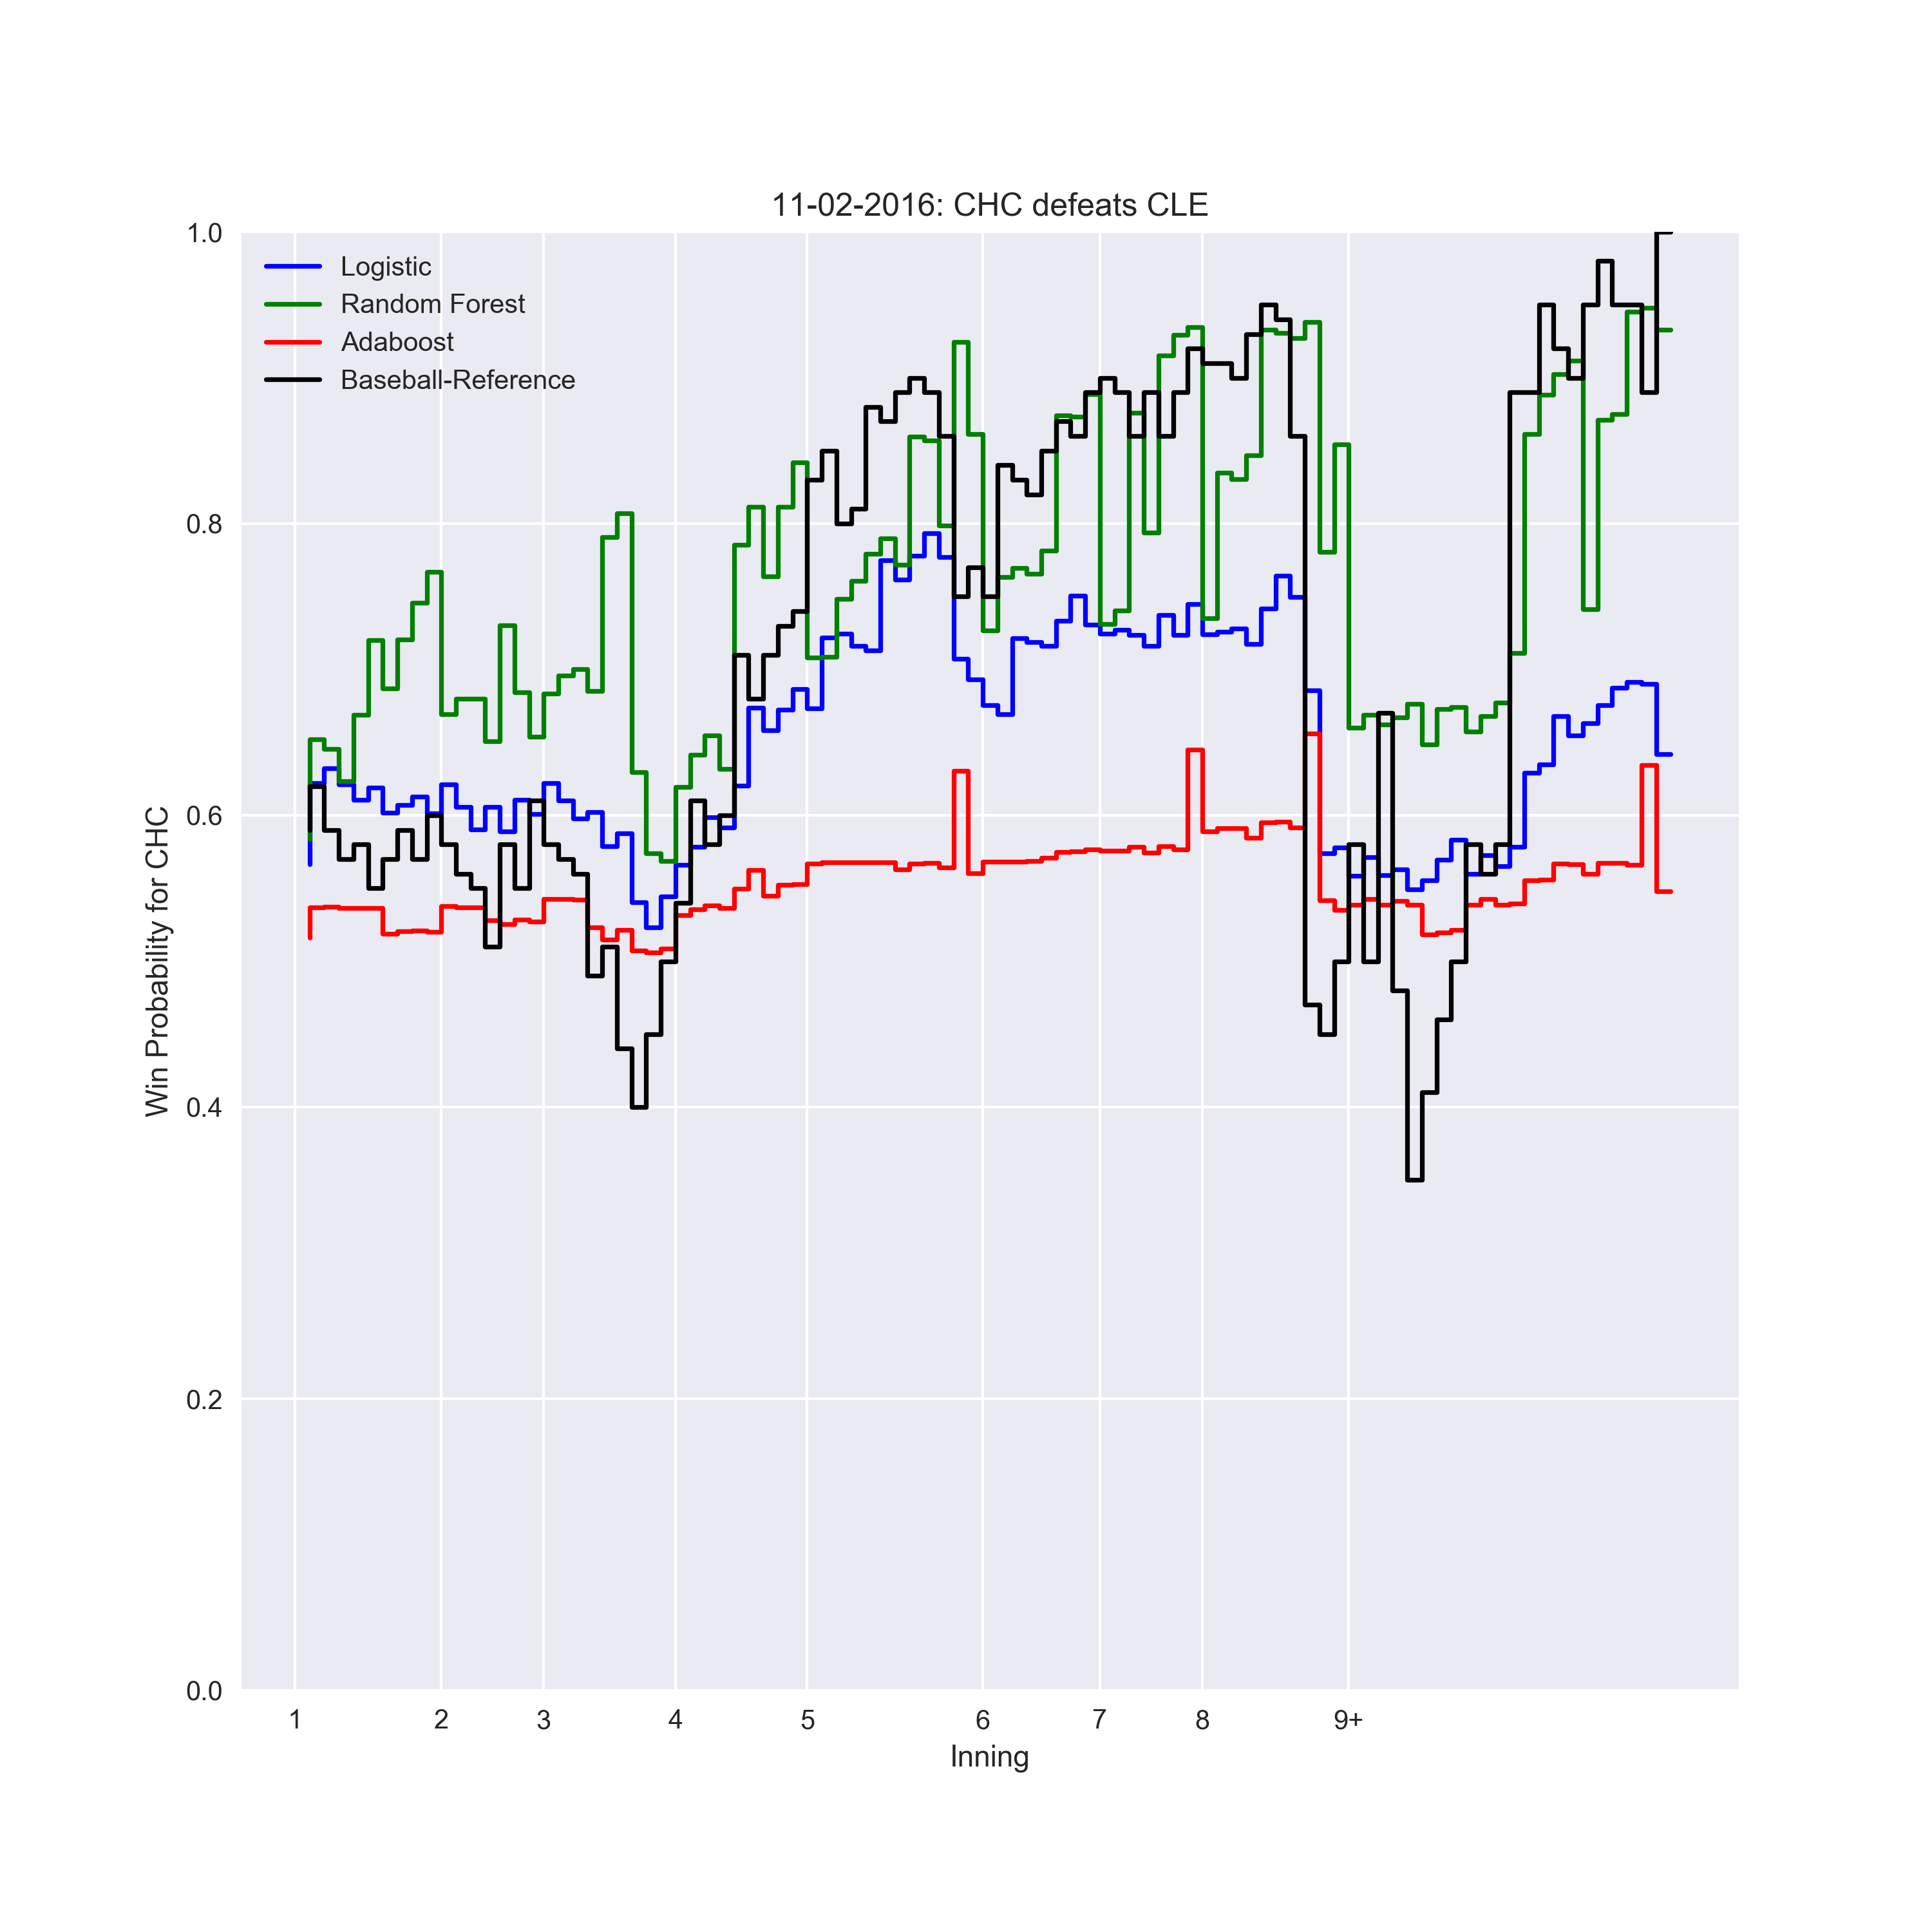 11-02-2016: CHC defeats CLE
Logistic
Random Forest
Adaboost
Baseball-Reference
Win Probability for CHC
1.0
0.8
0.6
0.4
0.2
0.0
1 2 3 4 5 6 7 8 9+
Inning